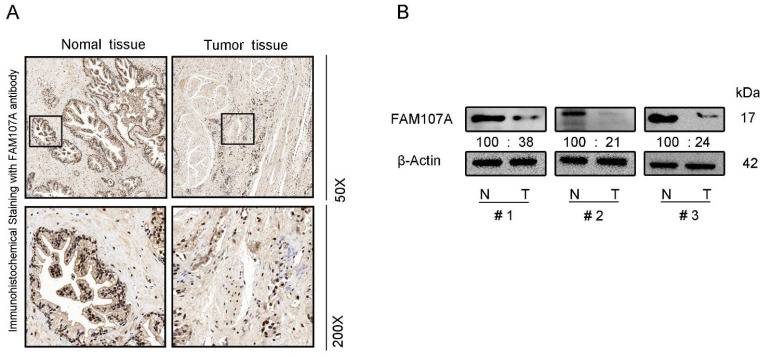 A
Nomal tissue
Tumor tissue
Immunohistochemical Staining with FAM107A antibody
50X
200X
B
kDa
FAM107A
17
100 : 38
100 : 21
100 : 24
β-Actin
42
N T
N T
N T
# 1
# 2
# 3